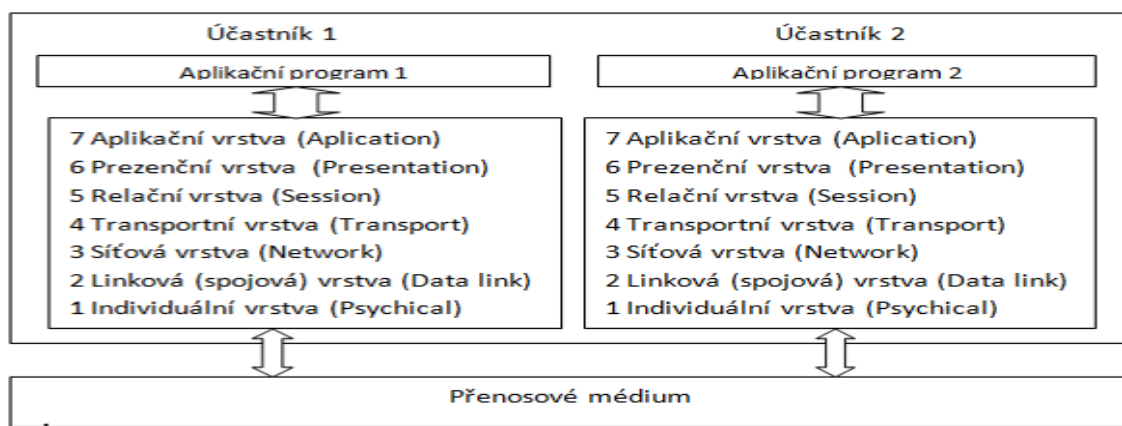 Účastník 1
Aplikační program 1
7 Aplikační vrstva (Aplication)
6 Prezenční vrstva (Presentation)
5 Relační vrstva (Session)
4 Transportní vrstva (Transport)
3 Síťová vrstva (Network)
2 Linková (spojová) vrstva (Data link)
1 Individuální vrstva (Psychical)
Účastník 2
Aplikační program 2
7 Aplikační vrstva (Aplication)
6 Prezenční vrstva (Presentation)
5 Relační vrstva (Session)
4 Transportní vrstva (Transport)
3 Síťová vrstva (Network)
2 Linková (spojová) vrstva (Data link)
1 Individuální vrstva (Psychical)
Přenosové médium